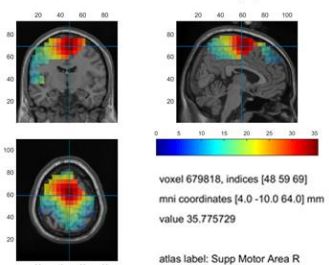 20 40 60 80
80
60
40
20
20 40 60 80 100
80
60
40
20
0 5 10 15 20 25 30 35
100
80
60
40
20
voxel 679818, indices [48 59 69]
mni coordinates [4.0 -10.0 64.0] mm
value 35.775729
atlas label: Supp Motor Area R